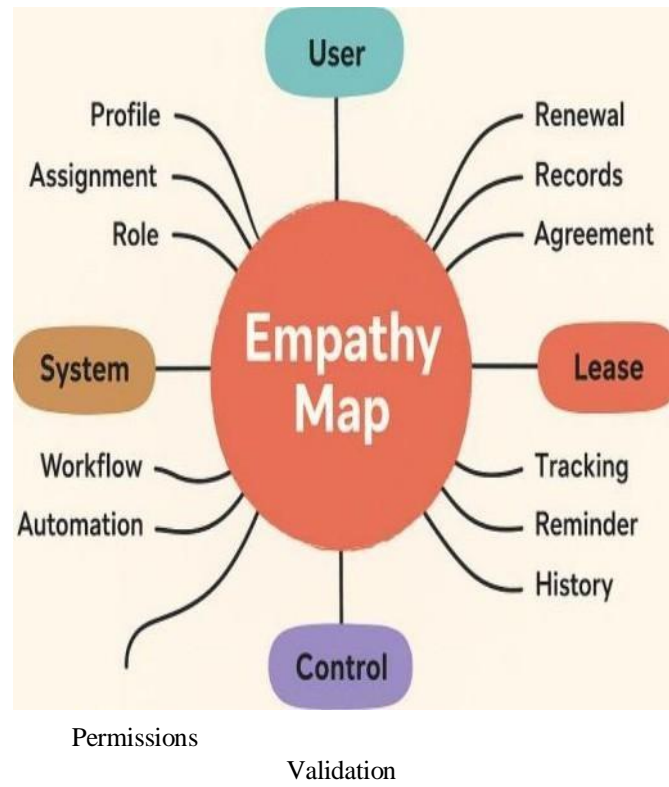 User
Profile
Renewal
Assignment
Records
Role
Agreement
Empathy
Map
System
Lease
Workflow
Tracking
Automation
Reminder
History
Control
Permissions
Validation